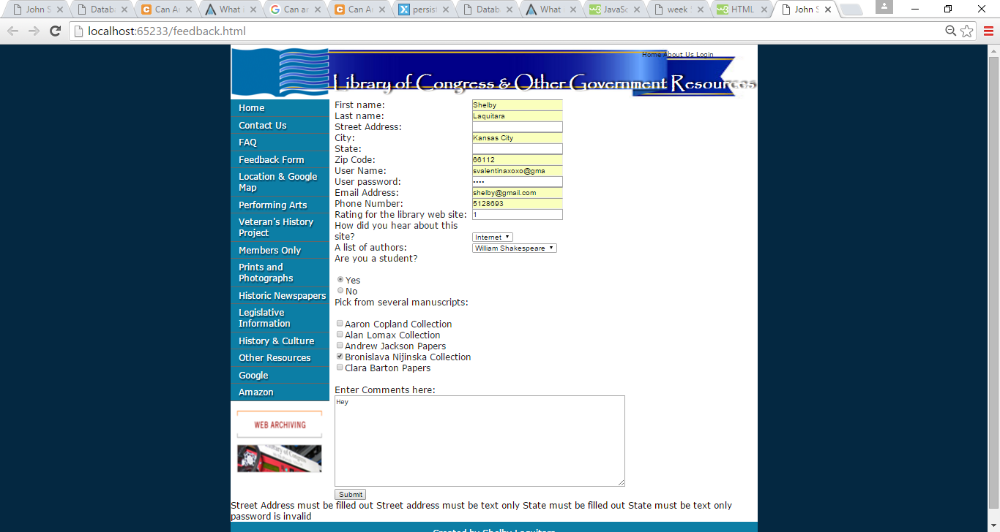 John S
Datab
Can A
What i
Can ar
Can A
persist
Datab
What
JavaSc
week
HTML
John S
localhost:65233/feedback.html
Home About Us Login
Library of Congress & Other Government Resources
Home
Contact Us
FAQ
Feedback Form
Location & Google
Map
Performing Arts
Veteran's History
Project
Members Only
Prints and
Photographs
Historic Newspapers
Legislative
Information
History & Culture
Other Resources
Google
Amazon
WEB ARCHIVING
First name: Shelby
Last name: Laquitara
Street Address:
City: Kansas City
State:
Zip Code: 66112
User Name: svalentinaxoxo@gma
User password: ••••
Email Address: shelby@gmail.com
Phone Number: 5128693
Rating for the library web site: 1
How did you hear about this
site? Internet
A list of authors: William Shakespeare
Are you a student?
Yes
No
Pick from several manuscripts:
Aaron Copland Collection
Alan Lomax Collection
Andrew Jackson Papers
Bronislava Nijinska Collection
Clara Barton Papers
Enter Comments here:
Hey
Submit
Street Address must be filled out Street address must be text only State must be filled out State must be text only
password is invalid
Created by Shelby Laquitara